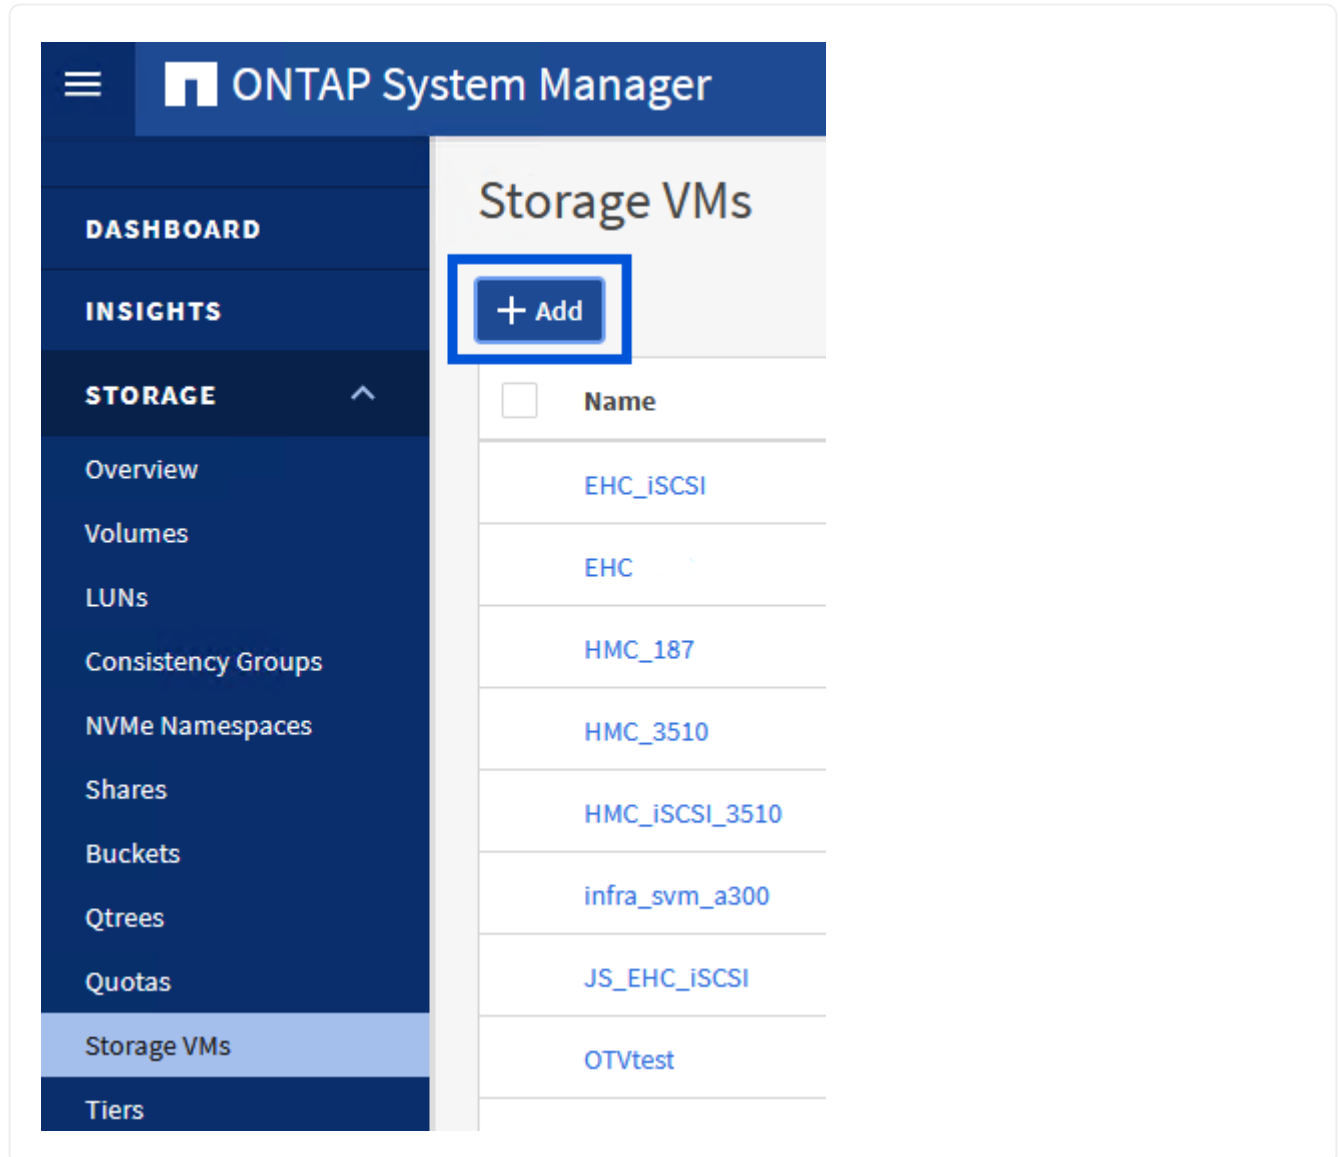 ONTAP System Manager
DASHBOARD
INSIGHTS
STORAGE
Overview
Volumes
LUNs
Consistency Groups
NVMe Namespaces
Shares
Buckets
Qtrees
Quotas
Storage VMs
Tiers
Storage VMs
+ Add
Name
EHC_iSCSI
EHC
HMC_187
HMC_3510
HMC_iSCSI_3510
infra_svm_a300
JS_EHC_iSCSI
OTVtest